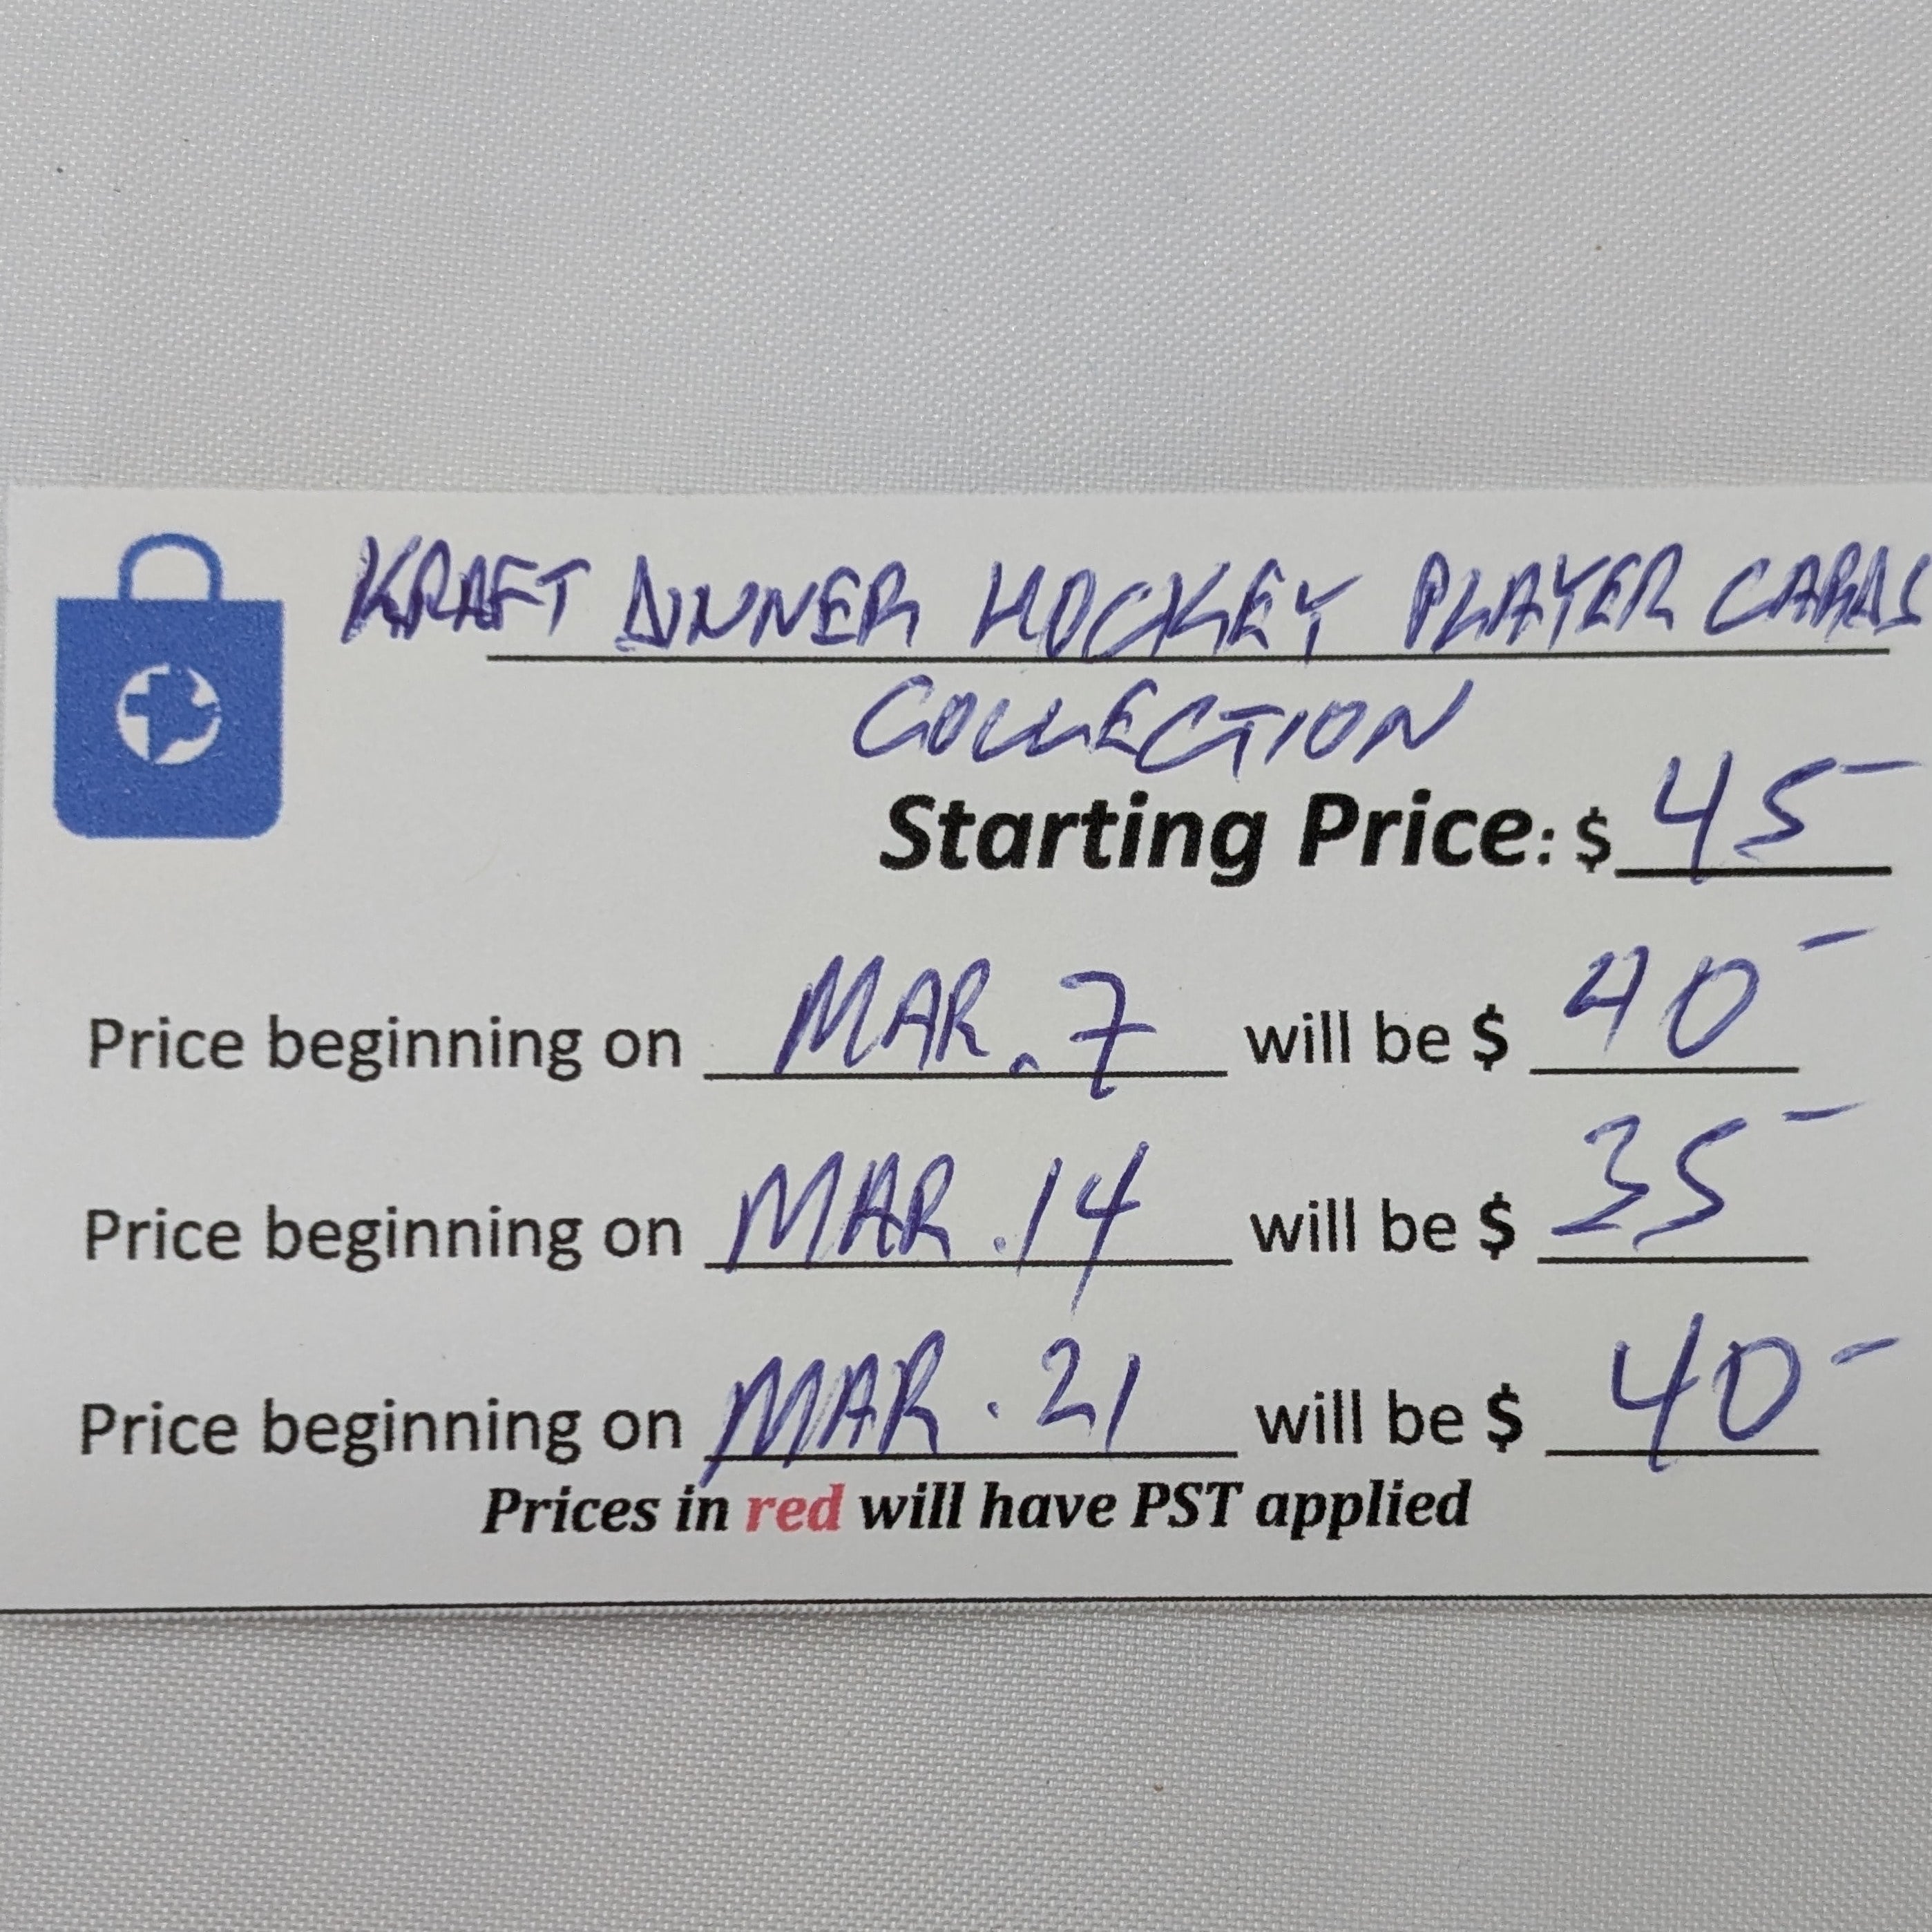 KRAFT DINNER HOCKEY PLAYER CARDS
COLLECTION
Starting Price: $ 45-
Price beginning on MAR. 7 will be $ 40-
Price beginning on MAR. 14 will be $ 35-
Price beginning on MAR. 21 will be $ 40-
Prices in red will have PST applied